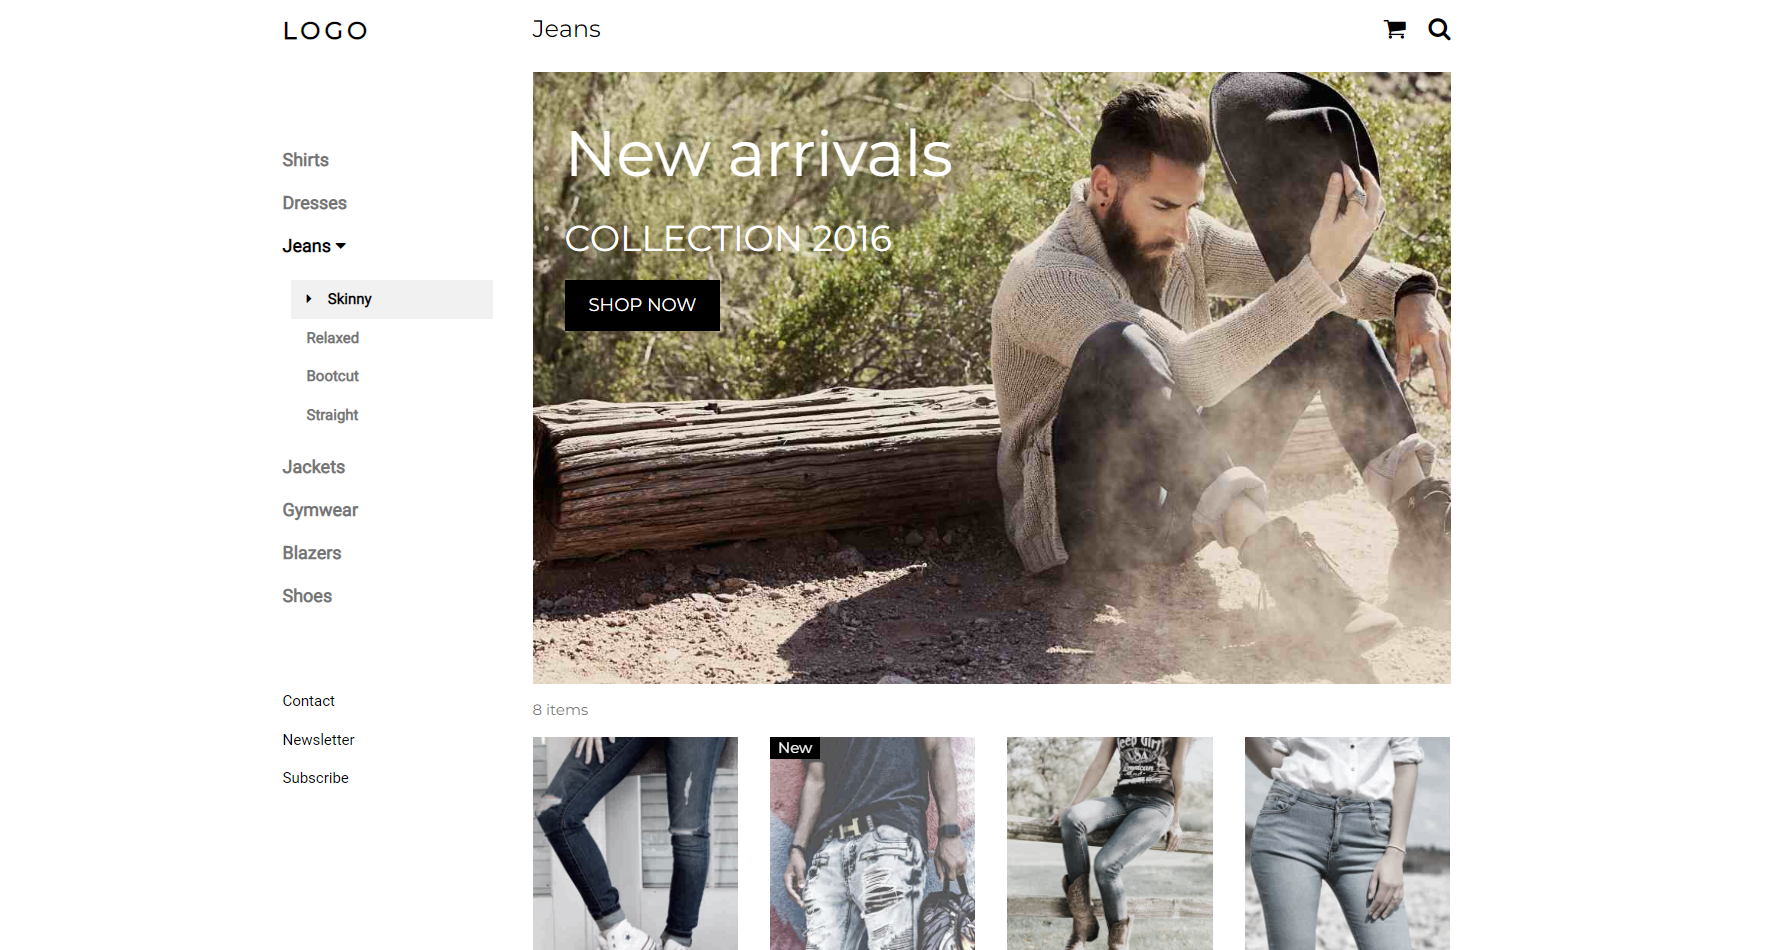 LOGO
Jeans
Shirts
Dresses
Jeans
Skinny
Relaxed
Bootcut
Straight
Jackets
Gymwear
Blazers
Shoes
Contact
Newsletter
Subscribe
New arrivals
COLLECTION 2016
SHOP NOW
8 items
New